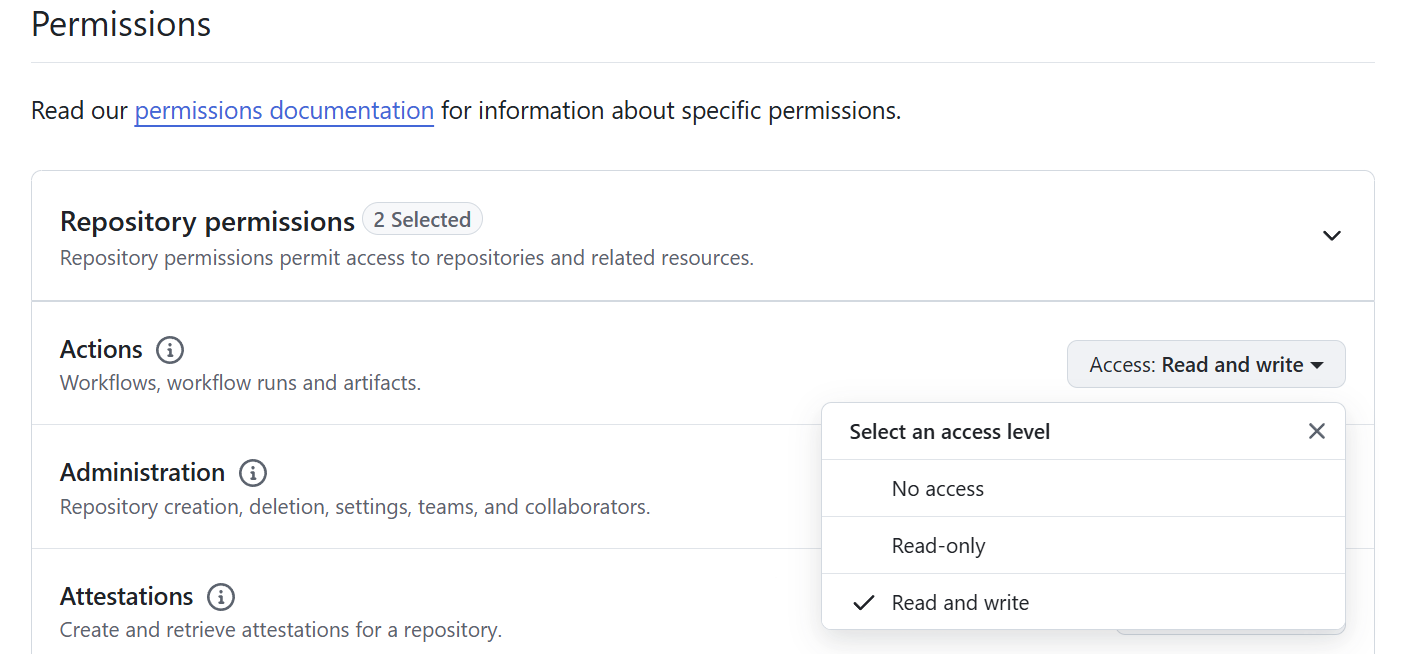 Permissions
Read our permissions documentation for information about specific permissions.
Repository permissions 2 Selected
Repository permissions permit access to repositories and related resources.
Actions
Access: Read and write
Workflows, workflow runs and artifacts.
Select an access level
No access
Read-only
Read and write
Administration
Repository creation, deletion, settings, teams, and collaborators.
Attestations
Create and retrieve attestations for a repository.